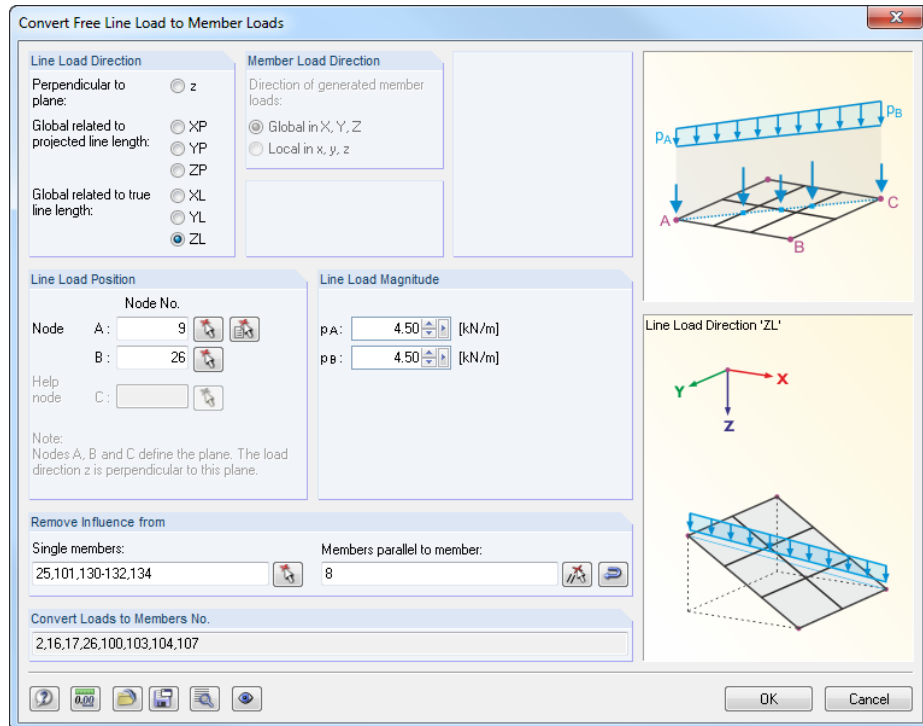 Convert Free Line Load to Member Loads
Line Load Direction
Perpendicular to plane:
z
Global related to projected line length:
XP
YP
ZP
Global related to true line length:
XL
YL
ZL
Member Load Direction
Direction of generated member loads:
Global in X, Y, Z
Local in x, y, z
pA
pB
A
B
C
Line Load Position
Node No.
Node
A :
9
B :
26
Help node
C :
Note:
Nodes A, B and C define the plane. The load
direction z is perpendicular to this plane.
Line Load Magnitude
pA:
4.50
[kN/m]
pB:
4.50
[kN/m]
Line Load Direction 'ZL'
X
Y
Z
Remove Influence from
Single members:
25,101,130-132,134
Members parallel to member:
8
Convert Loads to Members No.
2,16,17,26,100,103,104,107
0.00
OK
Cancel